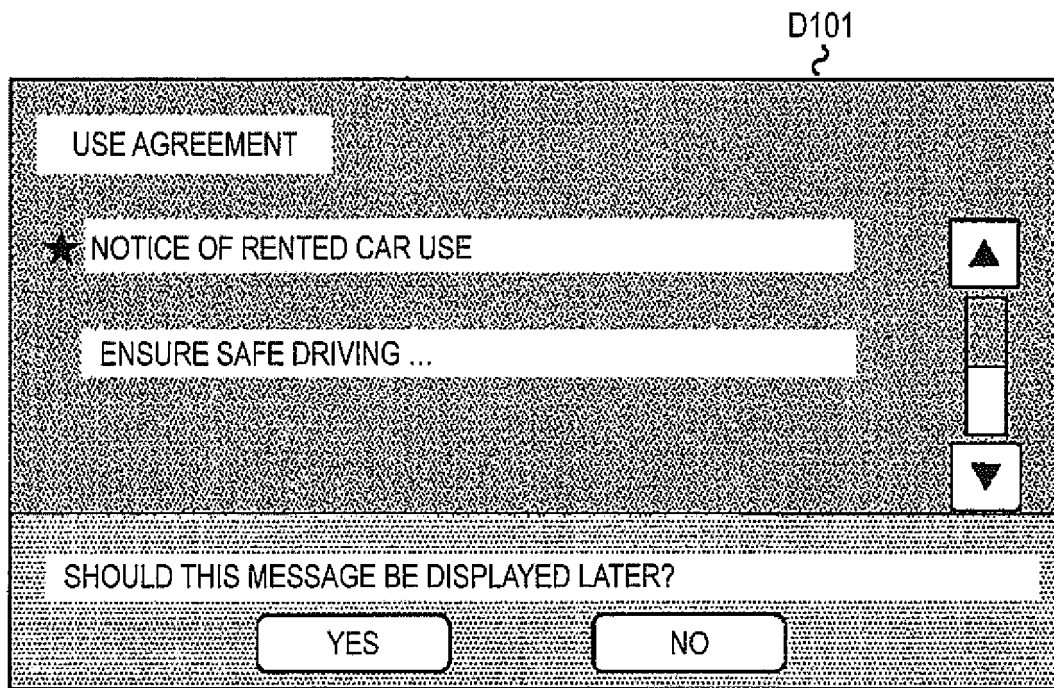 D101
USE AGREEMENT
★ NOTICE OF RENTED CAR USE
ENSURE SAFE DRIVING ...
SHOULD THIS MESSAGE BE DISPLAYED LATER?
YES NO